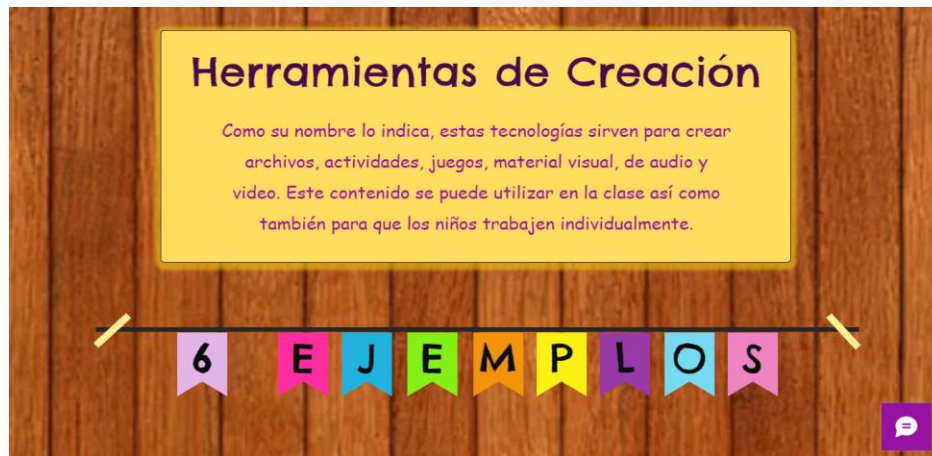 Herramientas de Creación
Como su nombre lo indica, estas tecnologías sirven para crear
archivos, actividades, juegos, material visual, de audio y
video. Este contenido se puede utilizar en la clase así como
también para que los niños trabajen individualmente.
6 EJEMPLOS